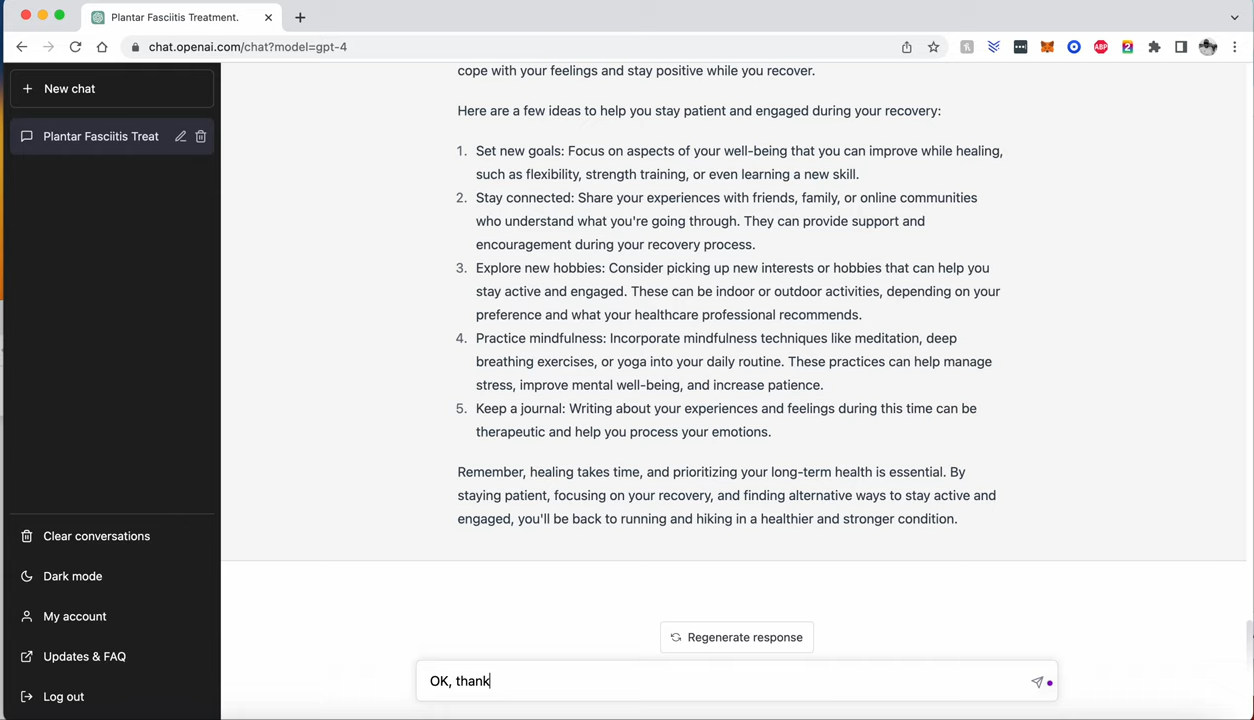 Plantar Fasciitis Treatment.
chat.openai.com/chat?model=gpt-4
ABP
2
New chat
Plantar Fasciitis Treat
Clear conversations
Dark mode
My account
Updates & FAQ
Log out
cope with your feelings and stay positive while you recover.
Here are a few ideas to help you stay patient and engaged during your recovery:
1. Set new goals: Focus on aspects of your well-being that you can improve while healing,
such as flexibility, strength training, or even learning a new skill.
2. Stay connected: Share your experiences with friends, family, or online communities
who understand what you're going through. They can provide support and
encouragement during your recovery process.
3. Explore new hobbies: Consider picking up new interests or hobbies that can help you
stay active and engaged. These can be indoor or outdoor activities, depending on your
preference and what your healthcare professional recommends.
4. Practice mindfulness: Incorporate mindfulness techniques like meditation, deep
breathing exercises, or yoga into your daily routine. These practices can help manage
stress, improve mental well-being, and increase patience.
5. Keep a journal: Writing about your experiences and feelings during this time can be
therapeutic and help you process your emotions.
Remember, healing takes time, and prioritizing your long-term health is essential. By
staying patient, focusing on your recovery, and finding alternative ways to stay active and
engaged, you'll be back to running and hiking in a healthier and stronger condition.
Regenerate response
OK, thank